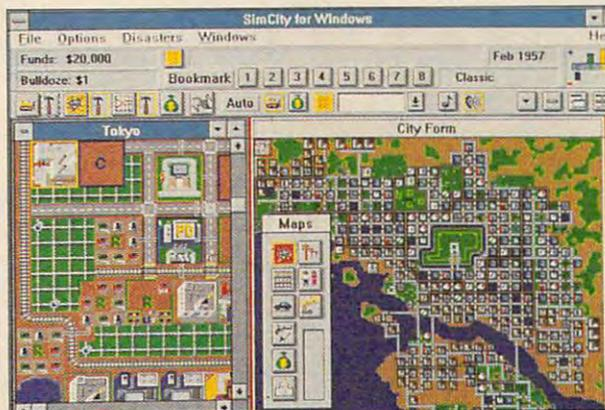 SimCity for Windows
File Options Disasters Windows He
Funds: $20,000
Feb 1957
Bulldoze: $1 Bookmark 1 2 3 4 5 6 7 8 Classic
Auto
Tokyo
City Form
C
Maps
PD
R
R
R